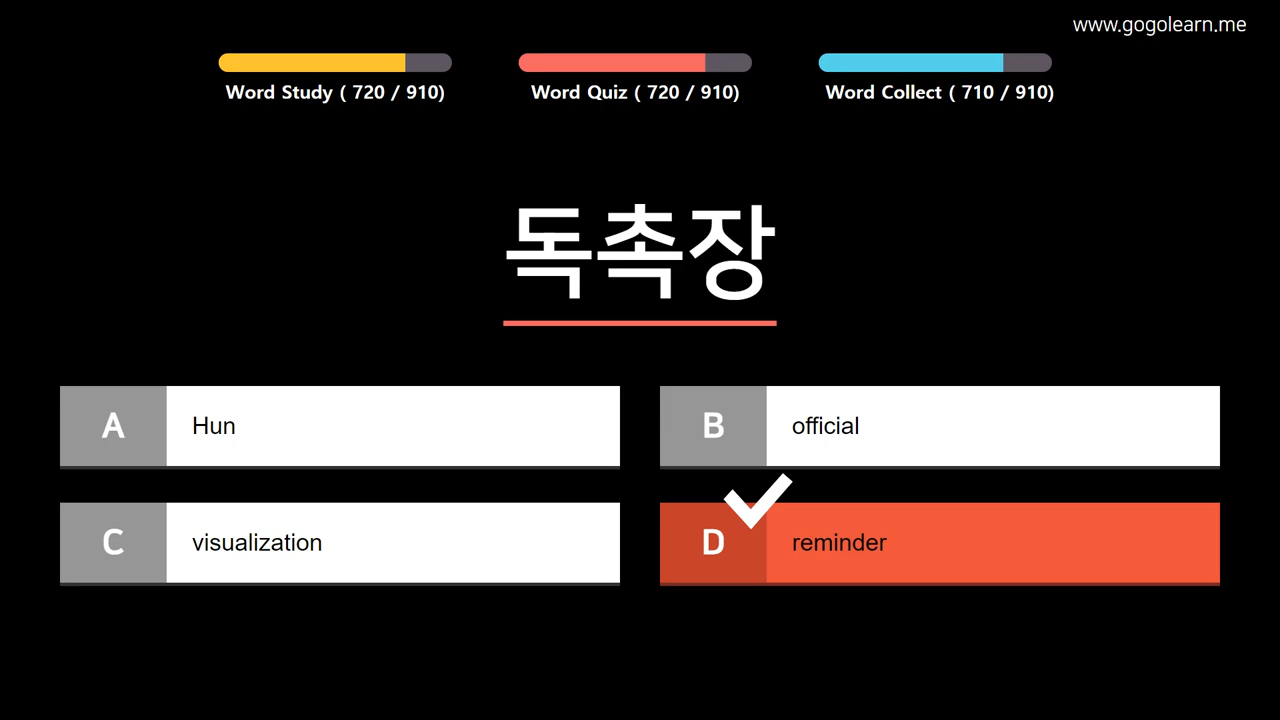 www.gogolearn.me
Word Study ( 720 / 910)
Word Quiz ( 720 / 910)
Word Collect ( 710 / 910)
독촉장
A
Hun
B
official
C
visualization
D
reminder